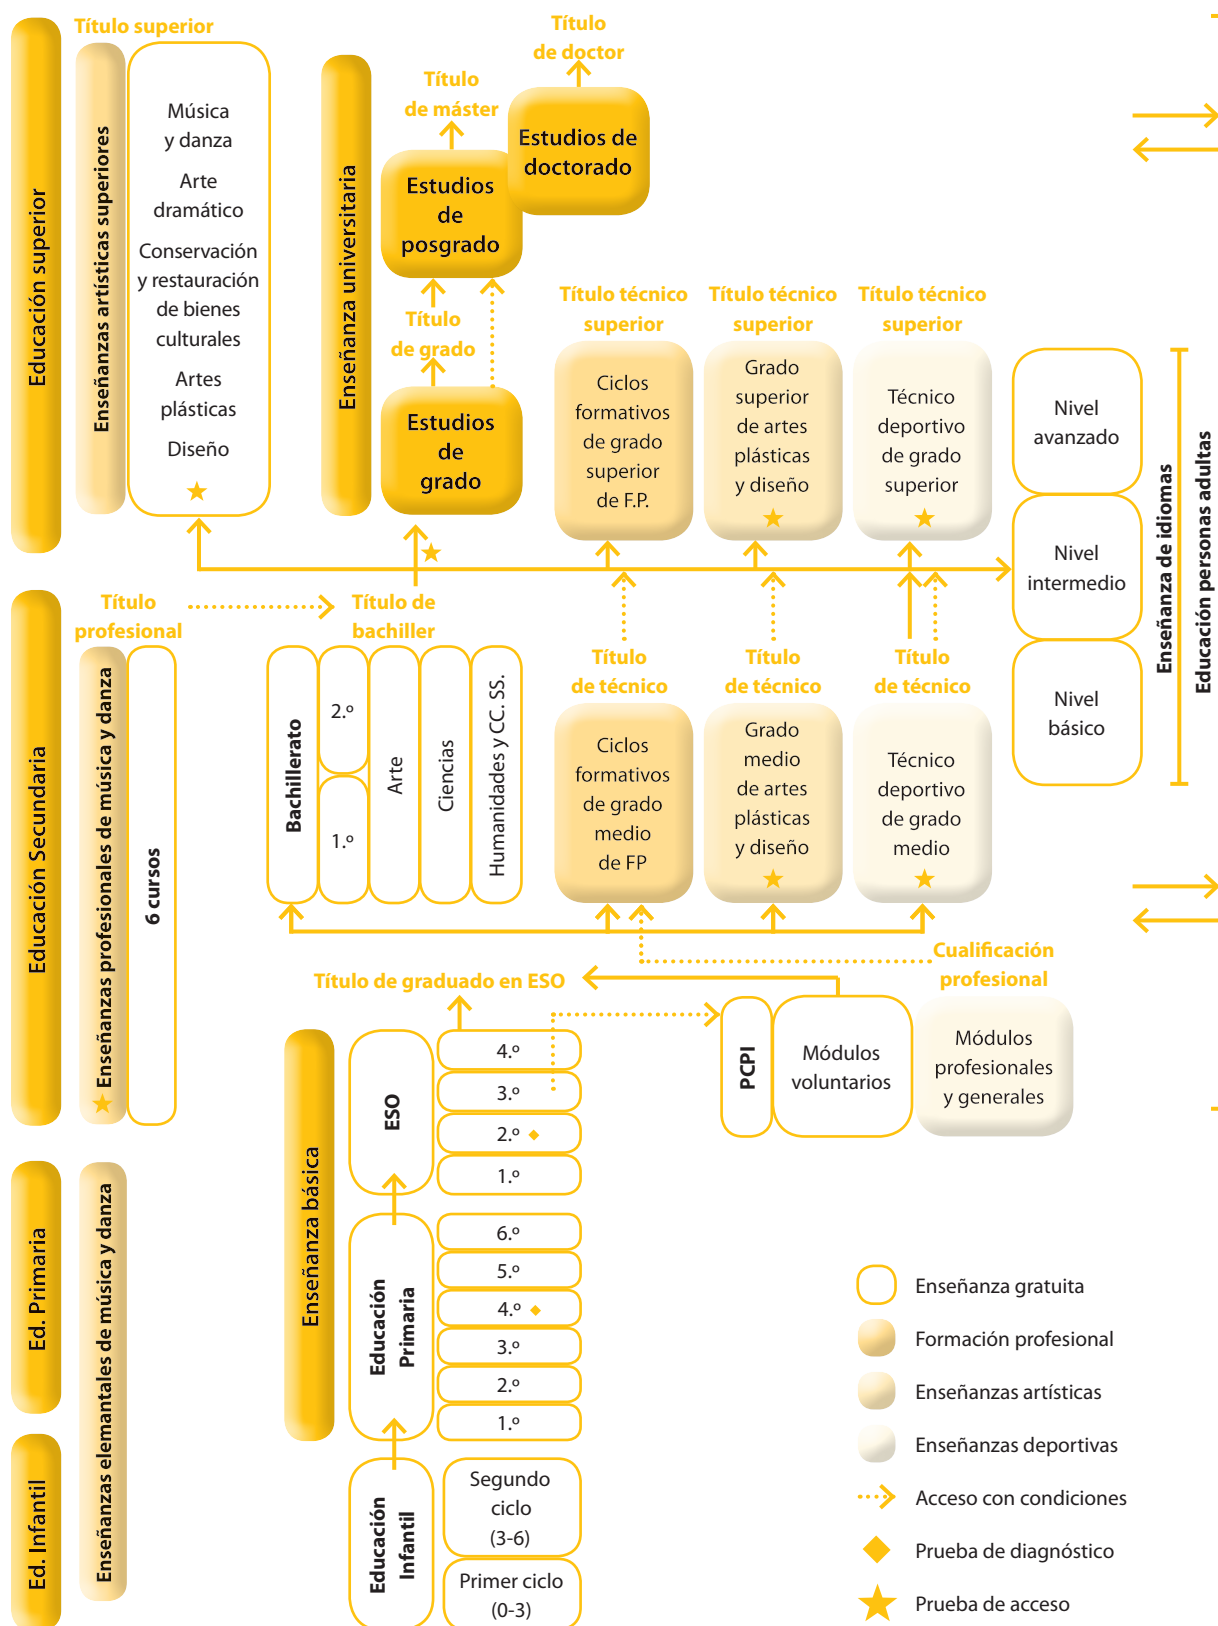 Educación superior
Título superior
Enseñanzas artísticas superiores
Música
y danza
Arte
dramático
Conservación
y restauración
de bienes
culturales
Artes
plásticas
Diseño
Enseñanza universitaria
Título
de doctor
Título
de máster
Estudios de
doctorado
Estudios
de
posgrado
Título
de grado
Estudios
de
grado
Título técnico
superior
Ciclos
formativos
de grado
superior
de F.P.
Título técnico
superior
Grado
superior
de artes
plásticas
y diseño
Título técnico
superior
Técnico
deportivo
de grado
superior
Nivel
avanzado
Nivel
intermedio
Nivel
básico
Enseñanza de idiomas
Educación personas adultas
Educación Secundaria
Título
profesional
Enseñanzas profesionales de música y danza
6 cursos
Título de
bachiller
Bachillerato
2.º
1.º
Arte
Ciencias
Humanidades y CC. SS.
Título
de técnico
Ciclos
formativos
de grado
medio
de FP
Título
de técnico
Grado
medio
de artes
plásticas
y diseño
Título
de técnico
Técnico
deportivo
de grado
medio
Cualificación
profesional
Título de graduado en ESO
PCPI
Módulos
voluntarios
Módulos
profesionales
y generales
Enseñanza básica
ESO
4.º
3.º
2.º
1.º
Ed. Primaria
Enseñanzas elemantales de música y danza
Educación
Primaria
6.º
5.º
4.º
3.º
2.º
1.º
Ed. Infantil
Educación
Infantil
Segundo
ciclo
(3-6)
Primer ciclo
(0-3)
Enseñanza gratuita
Formación profesional
Enseñanzas artísticas
Enseñanzas deportivas
Acceso con condiciones
Prueba de diagnóstico
Prueba de acceso